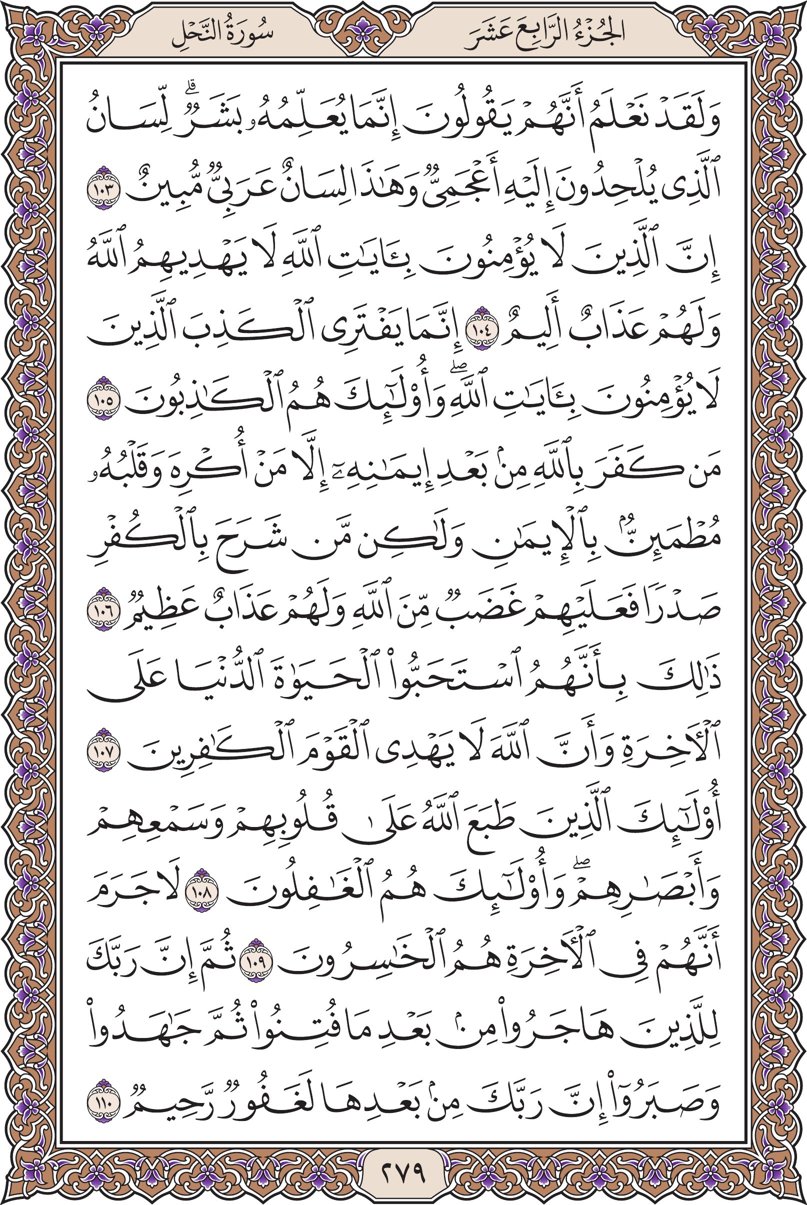 الجُزْءُ الرَّابِعَ عَشَرَ
سُورَةُ النَّحْلِ
وَلَقَدْ نَعْلَمُ أَنَّهُمْ يَقُولُونَ إِنَّمَا يُعَلِّمُهُۥ بَشَرٌۗ لِّسَانُ
ٱلَّذِى يُلْحِدُونَ إِلَيْهِ أَعْجَمِىٌّ وَهَٰذَا لِسَانٌ عَرَبِىٌّ مُّبِينٌ ١٠٣
إِنَّ ٱلَّذِينَ لَا يُؤْمِنُونَ بِـَٔايَٰتِ ٱللَّهِ لَا يَهْدِيهِمُ ٱللَّهُ
وَلَهُمْ عَذَابٌ أَلِيمٌ ١٠٤ إِنَّمَا يَفْتَرِى ٱلْكَذِبَ ٱلَّذِينَ
لَا يُؤْمِنُونَ بِـَٔايَٰتِ ٱللَّهِۖ وَأُو۟لَٰٓئِكَ هُمُ ٱلْكَٰذِبُونَ ١٠٥
مَن كَفَرَ بِٱللَّهِ مِنۢ بَعْدِ إِيمَٰنِهِۦٓ إِلَّا مَنْ أُكْرِهَ وَقَلْبُهُۥ
مُطْمَئِنٌّۢ بِٱلْإِيمَٰنِ وَلَٰكِن مَّن شَرَحَ بِٱلْكُفْرِ
صَدْرًا فَعَلَيْهِمْ غَضَبٌ مِّنَ ٱللَّهِ وَلَهُمْ عَذَابٌ عَظِيمٌ ١٠٦
ذَٰلِكَ بِأَنَّهُمُ ٱسْتَحَبُّوا۟ ٱلْحَيَوٰةَ ٱلدُّنْيَا عَلَى
ٱلْـَٔاخِرَةِ وَأَنَّ ٱللَّهَ لَا يَهْدِى ٱلْقَوْمَ ٱلْكَٰفِرِينَ ١٠٧
أُو۟لَٰٓئِكَ ٱلَّذِينَ طَبَعَ ٱللَّهُ عَلَىٰ قُلُوبِهِمْ وَسَمْعِهِمْ
وَأَبْصَٰرِهِمْۖ وَأُو۟لَٰٓئِكَ هُمُ ٱلْغَٰفِلُونَ ١٠٨ لَا جَرَمَ
أَنَّهُمْ فِى ٱلْـَٔاخِرَةِ هُمُ ٱلْخَٰسِرُونَ ١٠٩ ثُمَّ إِنَّ رَبَّكَ
لِلَّذِينَ هَاجَرُوا۟ مِنۢ بَعْدِ مَا فُتِنُوا۟ ثُمَّ جَٰهَدُوا۟
وَصَبَرُوٓا۟ إِنَّ رَبَّكَ مِنۢ بَعْدِهَا لَغَفُورٌ رَّحِيمٌ ١١٠
٢٧٩